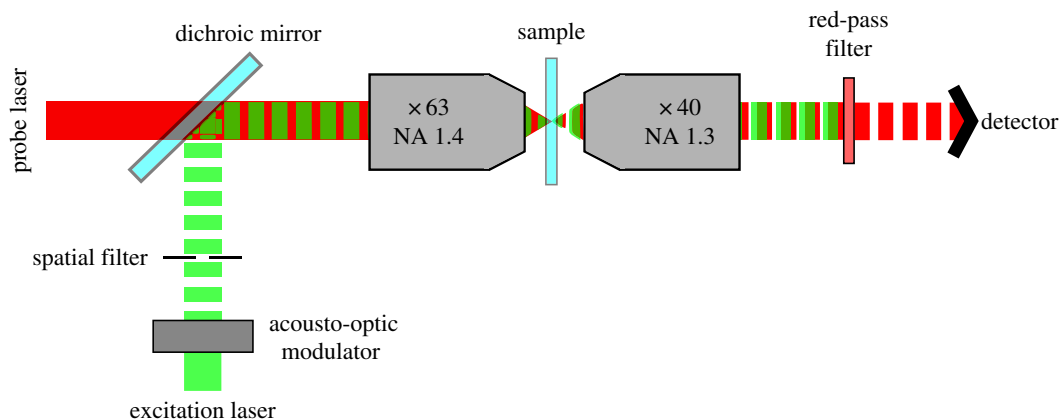 dichroic mirror
sample
red-pass
filter
probe laser
×63
NA 1.4
×40
NA 1.3
detector
spatial filter
acousto-optic
modulator
excitation laser